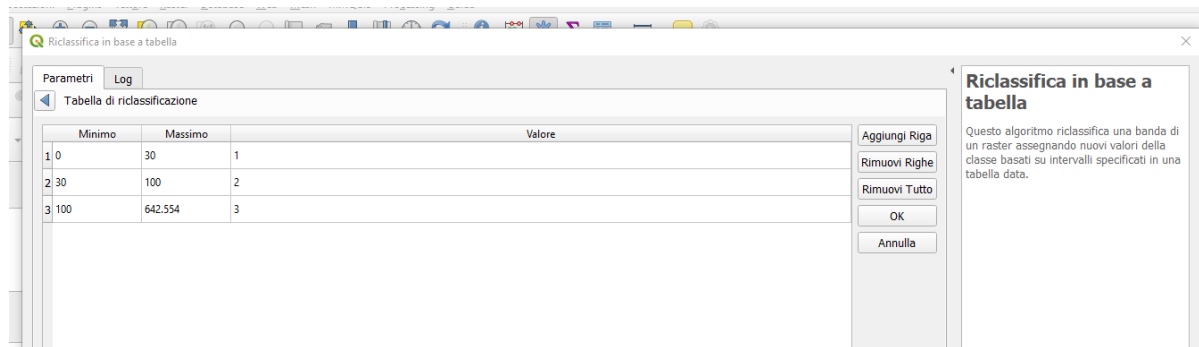 Riclassifica in base a tabella
Parametri Log
Tabella di riclassificazione
Minimo Massimo Valore
1 0 30 1
2 30 100 2
3 100 642.554 3
Aggiungi Riga
Rimuovi Righe
Rimuovi Tutto
OK
Annulla
Riclassifica in base a
tabella
Questo algoritmo riclassifica una banda di
un raster assegnando nuovi valori della
classe basati su intervalli specificati in una
tabella data.